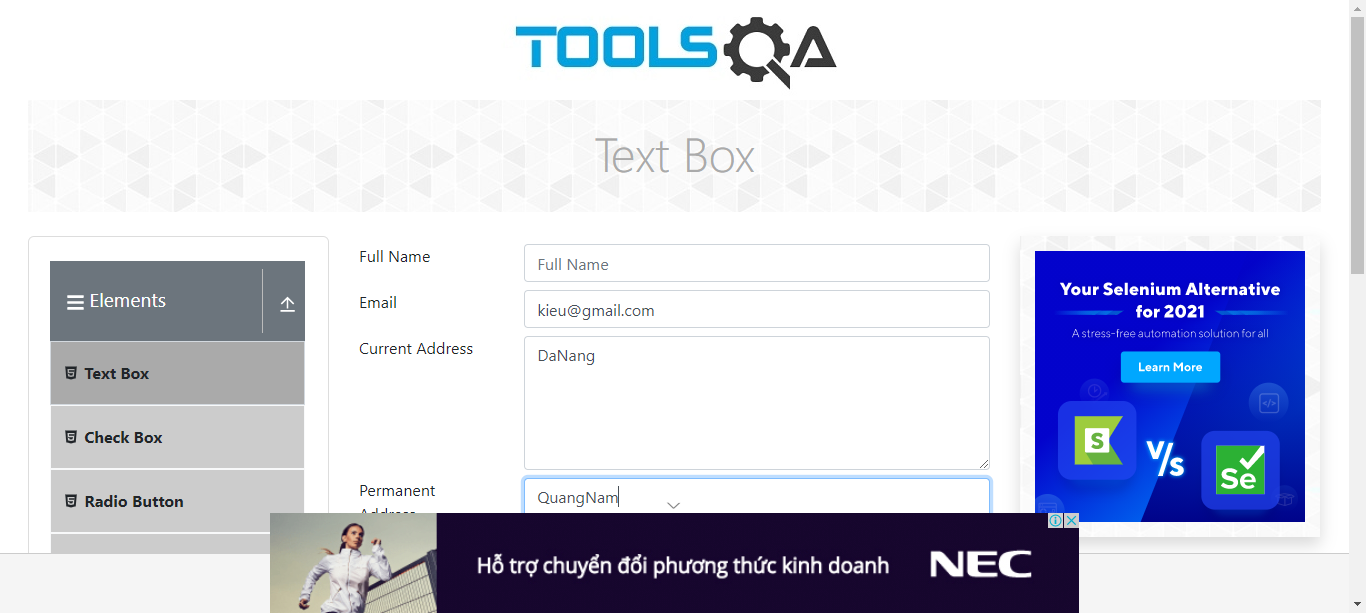 TOOLSQA
Text Box
Elements
Text Box
Check Box
Radio Button
Full Name
Full Name
Email
kieu@gmail.com
Current Address
DaNang
Permanent
Address
QuangNam
Your Selenium Alternative
for 2021
A stress-free automation solution for all
Learn More
S
V/s
Se
Hỗ trợ chuyển đổi phương thức kinh doanh
NEC